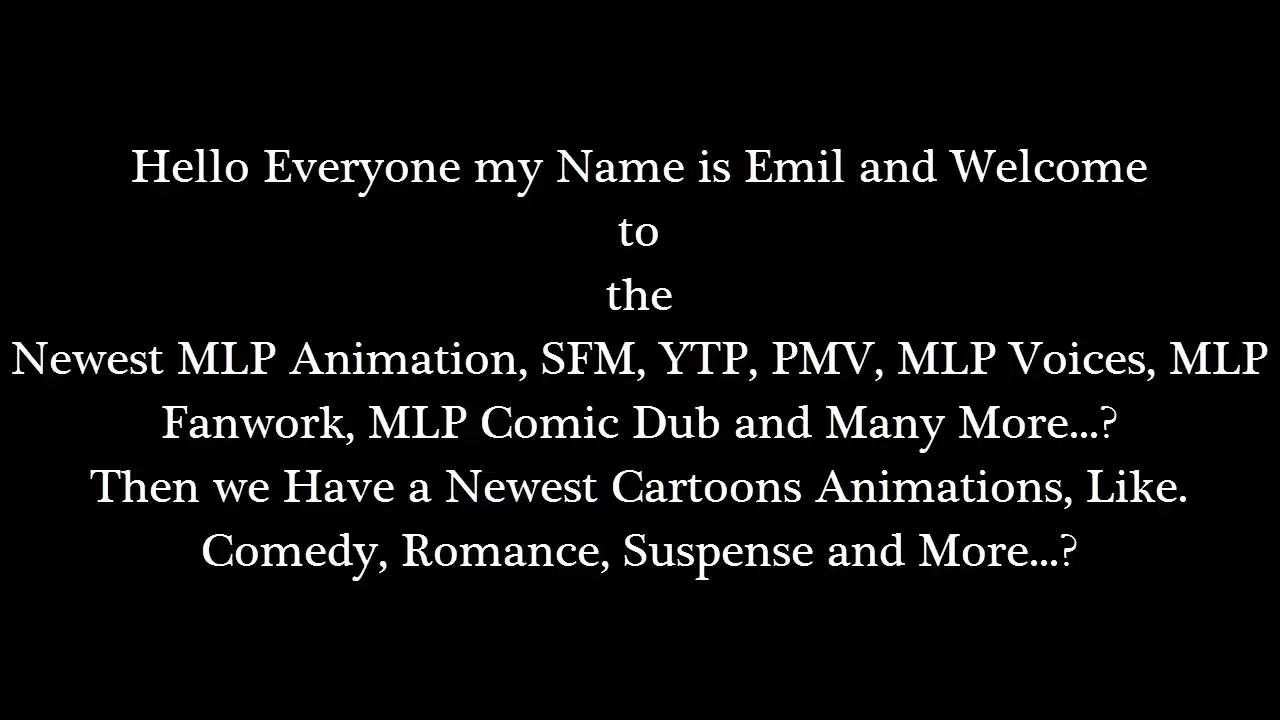 Hello Everyone my Name is Emil and Welcome
to
the
Newest MLP Animation, SFM, YTP, PMV, MLP Voices, MLP
Fanwork, MLP Comic Dub and Many More...?
Then we Have a Newest Cartoons Animations, Like.
Comedy, Romance, Suspense and More...?